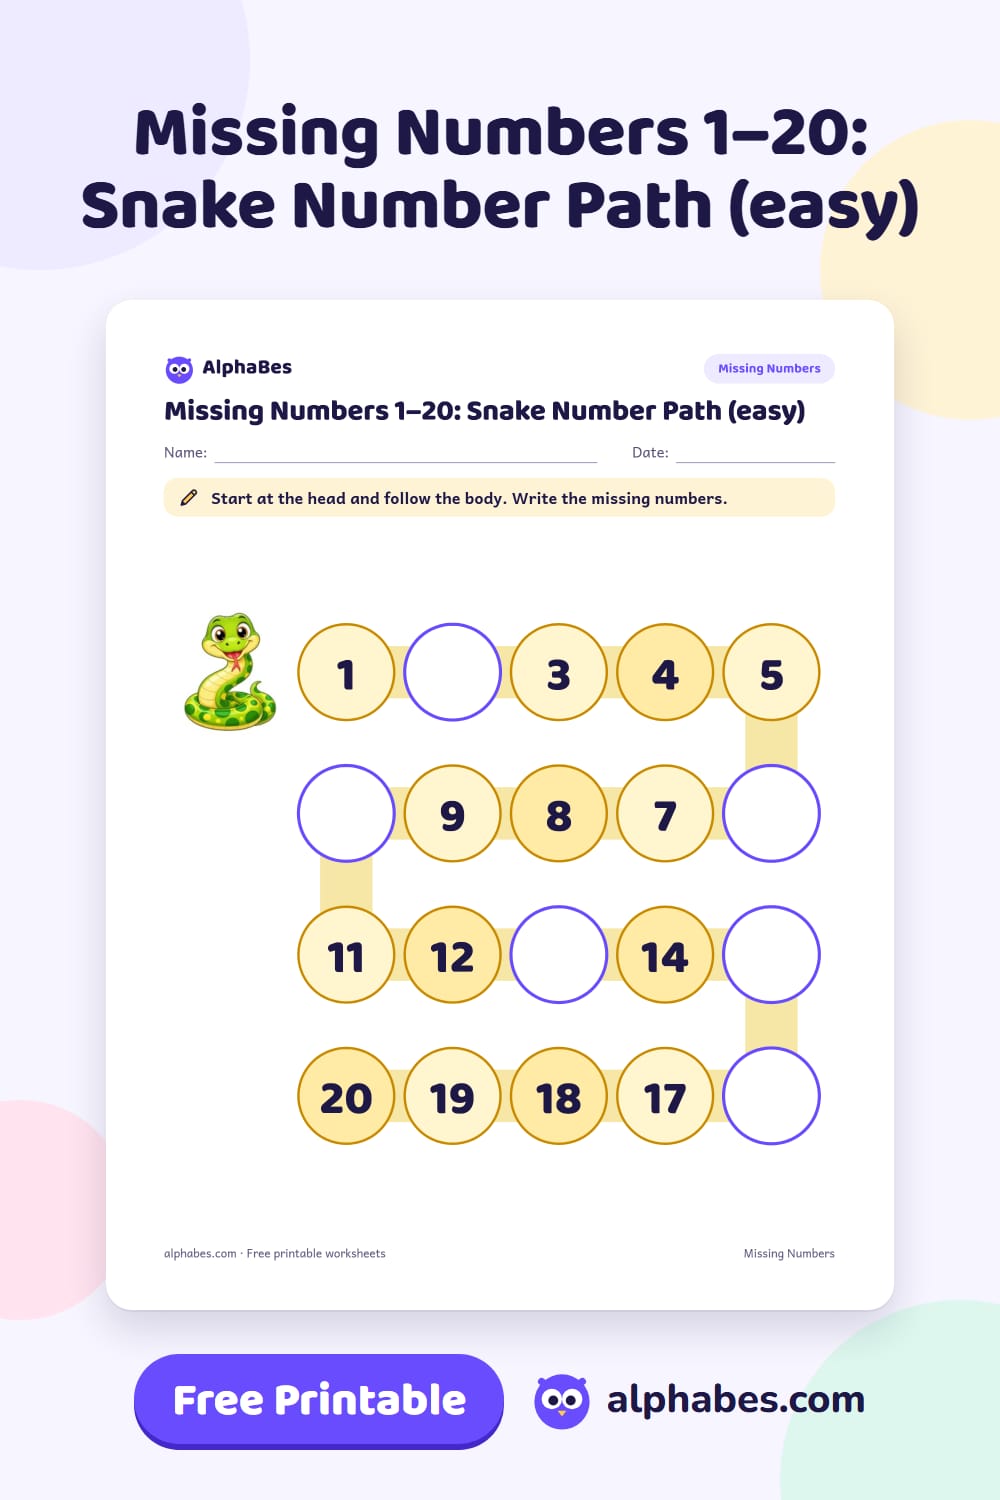 Missing Numbers 1–20:
Snake Number Path (easy)
AlphaBes
Missing Numbers
Missing Numbers 1–20: Snake Number Path (easy)
Name:
Date:
Start at the head and follow the body. Write the missing numbers.
1 3 4 5
9 8 7
11 12 14
20 19 18 17
alphabes.com · Free printable worksheets
Missing Numbers
Free Printable
alphabes.com